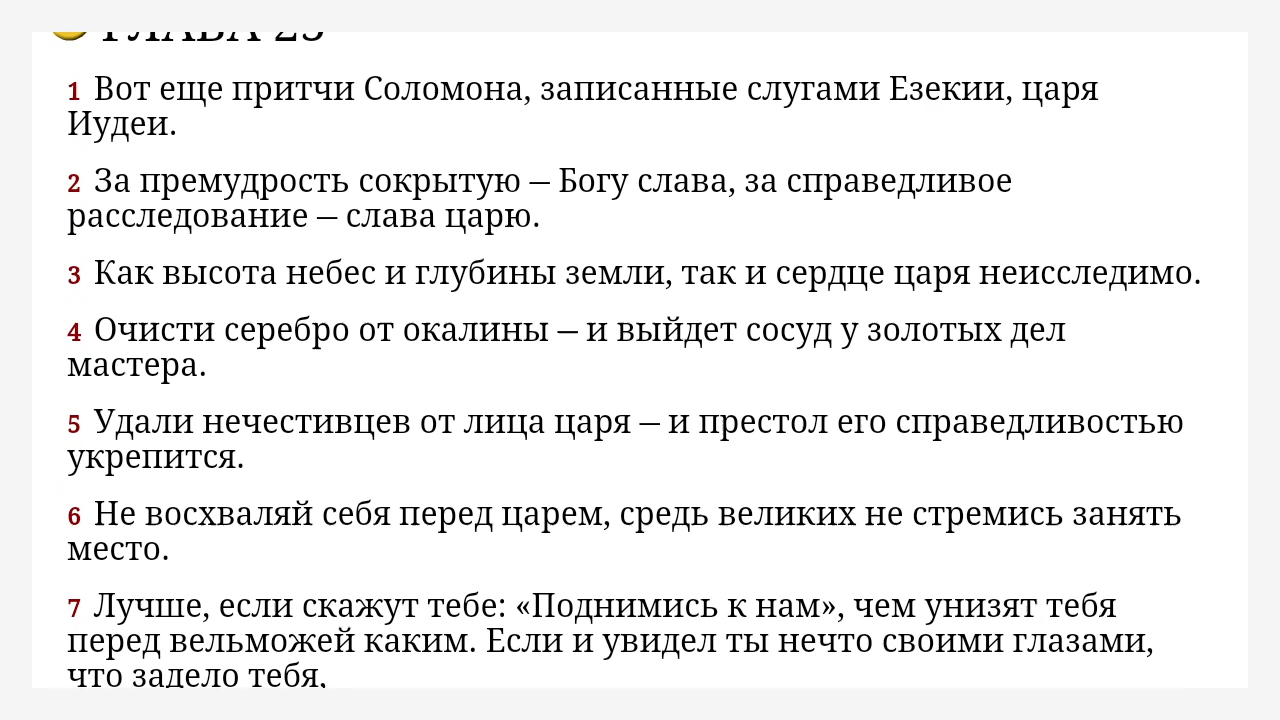 ГЛАВА 25
1 Вот еще притчи Соломона, записанные слугами Езекии, царя
Иудеи.
2 За премудрость сокрытую – Богу слава, за справедливое
расследование – слава царю.
3 Как высота небес и глубины земли, так и сердце царя неисследимо.
4 Очисти серебро от окалины – и выйдет сосуд у золотых дел
мастера.
5 Удали нечестивцев от лица царя – и престол его справедливостью
укрепится.
6 Не восхваляй себя перед царем, средь великих не стремись занять
место.
7 Лучше, если скажут тебе: «Поднимись к нам», чем унизят тебя
перед вельможей каким. Если и увидел ты нечто своими глазами,
что задело тебя,